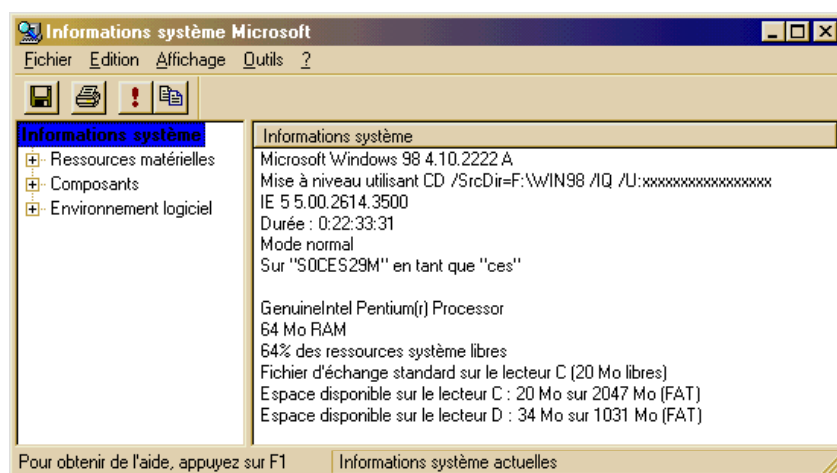 Informations système Microsoft
Fichier Edition Affichage Outils ?
Informations système
Ressources matérielles
Composants
Environnement logiciel
Informations système
Microsoft Windows 98 4.10.2222 A
Mise à niveau utilisant CD /SrcDir=F:\WIN98 /IQ /U:xxxxxxxxxxxxxxxxx
IE 5 5.00.2614.3500
Durée : 0:22:33:31
Mode normal
Sur "S0CES29M" en tant que "ces"
GenuineIntel Pentium(r) Processor
64 Mo RAM
64% des ressources système libres
Fichier d'échange standard sur le lecteur C (20 Mo libres)
Espace disponible sur le lecteur C : 20 Mo sur 2047 Mo (FAT)
Espace disponible sur le lecteur D : 34 Mo sur 1031 Mo (FAT)
Pour obtenir de l'aide, appuyez sur F1
Informations système actuelles